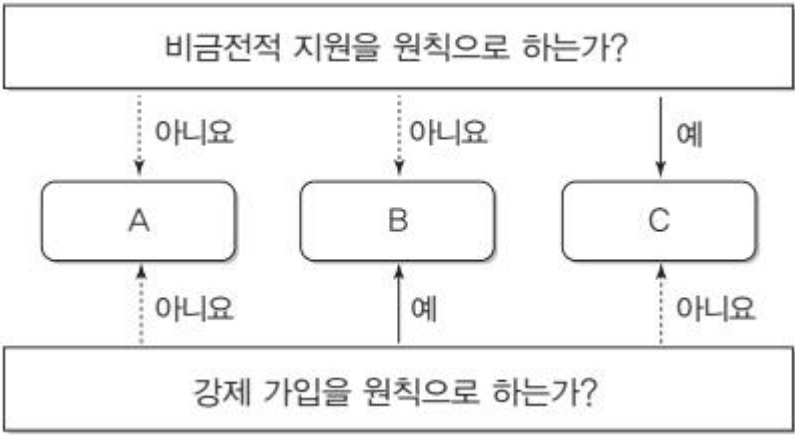 비금전적 지원을 원칙으로 하는가?
아니요 아니요 예
A B C
아니요 예 아니요
강제 가입을 원칙으로 하는가?